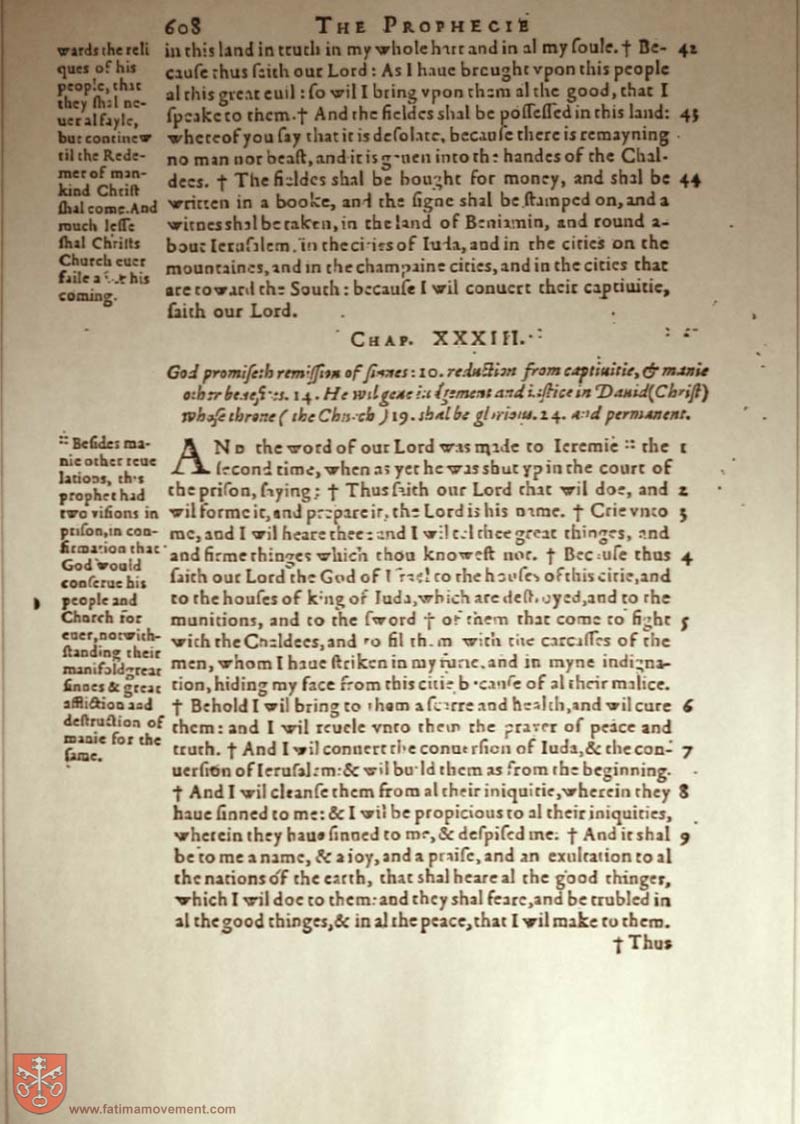 608 THE PROPHECIE
wards the reli
ques of his
people, that
they ſhal ne-
uer al fayle,
but continew
til the Rede-
mer of man-
kind Chriſt
ſhal come. And
much leſſe
ſhal Chriſts
Church euer
faile his
coming.
in this land in truth in my whole hart and in al my ſoule. † Be- 42
cauſe thus ſaith our Lord: As I haue brought vpon this people
al this great euil: ſo wil I bring vpon them al the good, that I
ſpeake to them. † And the fieldes shal be poſſeſſed in this land: 43
whereof you ſay that it is deſolate, becauſe there is remayning
no man nor beaſt, and it is geuen into the handes of the Chal-
dees. † The fieldes shal be bought for money, and shal be 44
written in a booke, and the ſigne shal be ſtamped on, and a
witnes shal be taken, in the land of Beniamin, and round a-
bout Ieruſalem, in the cities of Iuda, and in the cities on the
mountaines, and in the champaine cities, and in the cities that
are toward the South: becauſe I wil conuert their captiuitie,
ſaith our Lord.
CHAP. XXXIII.
God promiſeth remiſſion of ſinnes: 10. reduction from captiuitie, & manie
other benefites. 14. He wil geue iudgement and iuſtice in Dauid (Chriſt)
whoſe throne (the Church) 19. shal be glorious. 24. and permanent.
:: Beſides ma-
nie other reue
lations, this
prophet had
two viſions in
priſon, in con-
firmation that
God would
conſerue his
people and
Church for
euer, notwith-
ſtanding their
manifold great
ſinnes & great
affliction and
deſtruction of
manie for the
ſame.
AND the word of our Lord was made to Ieremie :: the 1
ſecond time, when as yet he was shut vp in the court of
the priſon, ſaying: † Thus ſaith our Lord that wil doe, and 2
wil forme it, and prepare it, the Lord is his name. † Crie vnto 3
me, and I wil heare thee: and I wil tel thee great thinges, and
and firme thinges which thou knoweſt not. † Becauſe thus 4
ſaith our Lord the God of Iſrael to the houſes of this citie, and
to the houſes of king of Iuda, which are deſtroyed, and to the
munitions, and to the ſword † of them that come to fight 5
with the Chaldees, and to fil them with the carcaſſes of the
men, whom I haue ſtriken in my furie, and in myne indigna-
tion, hiding my face from this citie becauſe of al their malice.
† Behold I wil bring to them a ſcarre and health, and wil cure 6
them: and I wil reuele vnto them the prayer of peace and
truth. † And I wil conuert the conuerſion of Iuda, & the con- 7
uerſion of Ieruſalem: & wil build them as from the beginning.
† And I wil cleanſe them from al their iniquitie, wherein they 8
haue ſinned to me: & I wil be propicious to al their iniquities,
wherein they haue ſinned to me, & deſpiſed me. † And it shal 9
be to me a name, & a ioy, and a praiſe, and an exultation to al
the nations of the earth, that shal heare al the good thinges,
which I wil doe to them: and they shal feare, and be trubled in
al the good thinges, & in al the peace, that I wil make to them.
† Thus
www.fatimamovement.com